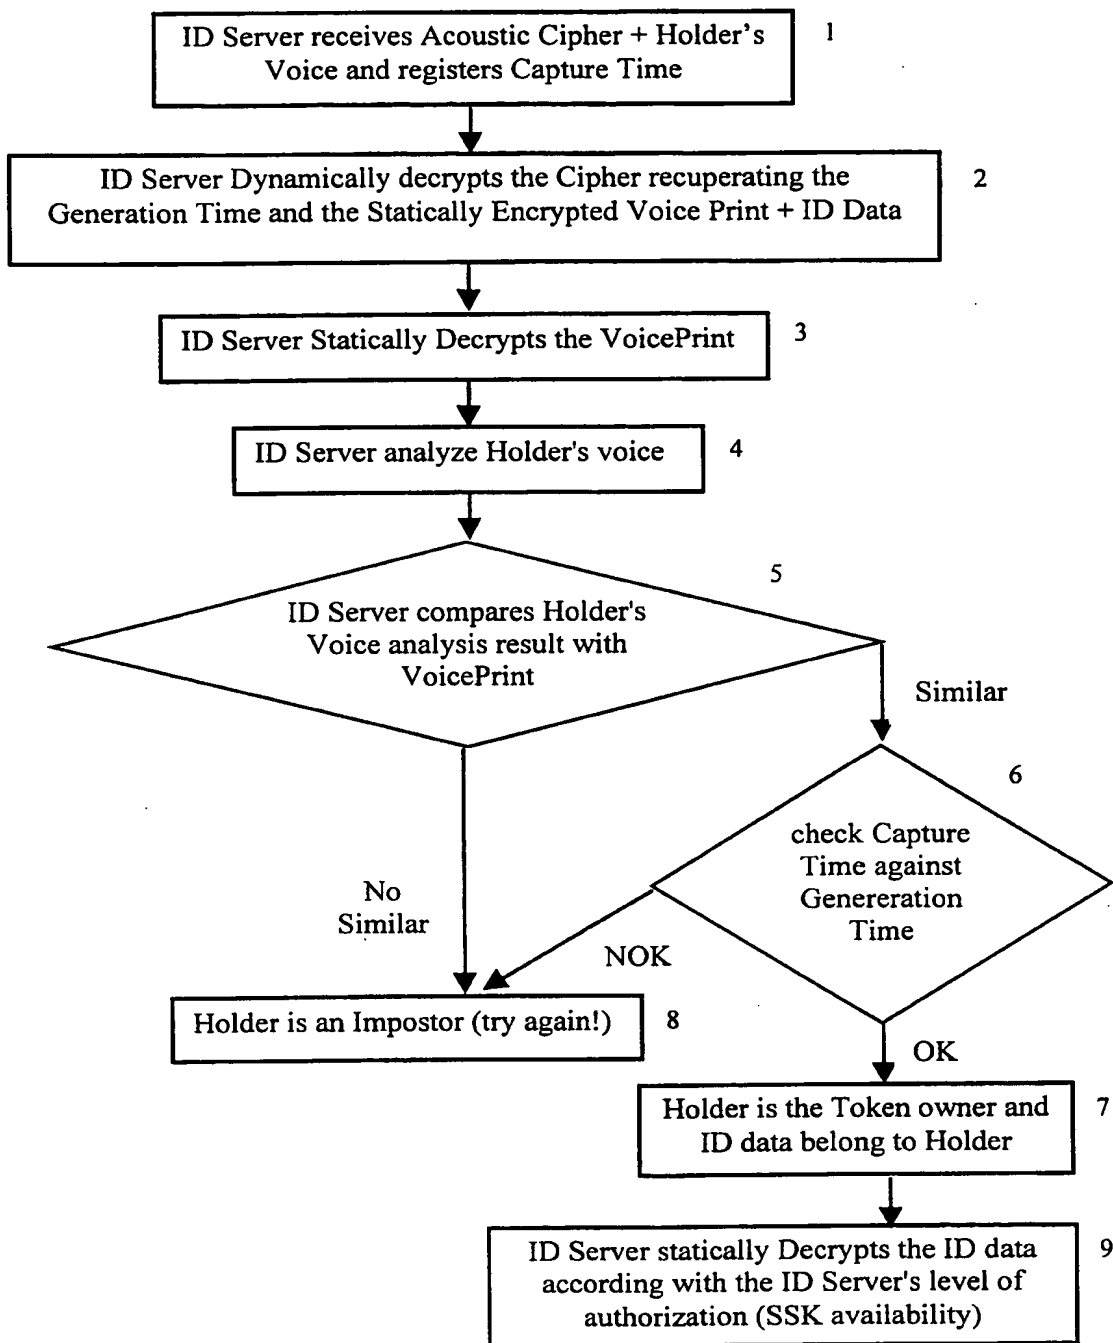 ID Server receives Acoustic Cipher + Holder's
Voice and registers Capture Time
1
ID Server Dynamically decrypts the Cipher recuperating the
Generation Time and the Statically Encrypted Voice Print + ID Data
2
ID Server Statically Decrypts the VoicePrint
3
ID Server analyze Holder's voice
4
5
ID Server compares Holder's
Voice analysis result with
VoicePrint
Similar
6
check Capture
Time against
Genereration
Time
No
Similar
NOK
Holder is an Impostor (try again!)
8
OK
Holder is the Token owner and
ID data belong to Holder
7
ID Server statically Decrypts the ID data
according with the ID Server's level of
authorization (SSK availability)
9